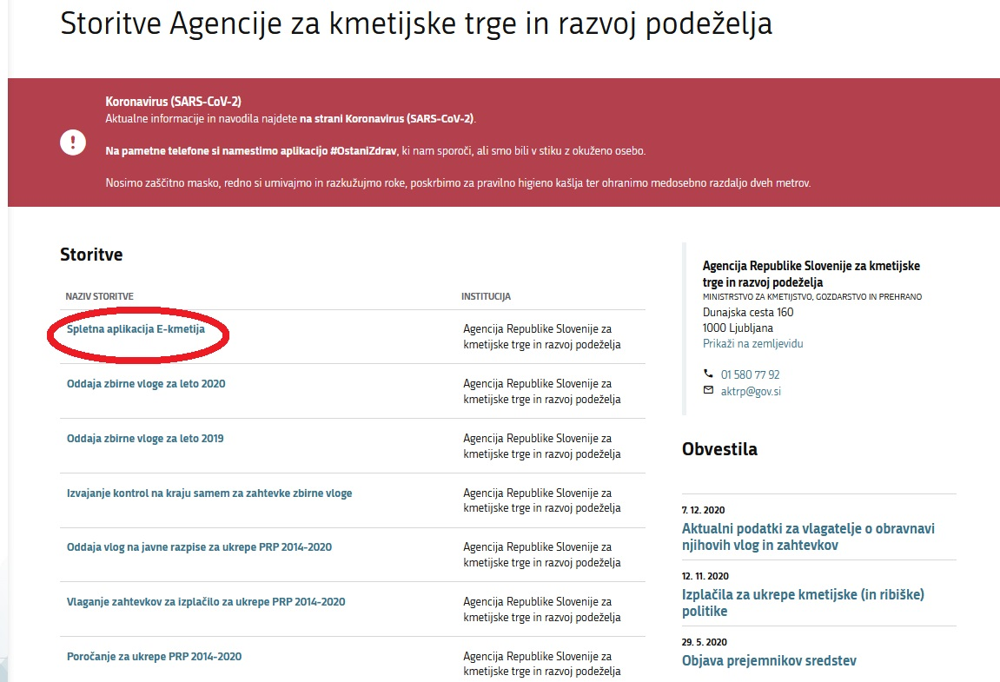 Storitve Agencije za kmetijske trge in razvoj podeželja
Koronavirus (SARS-CoV-2)
Aktualne informacije in navodila najdete na strani Koronavirus (SARS-CoV-2).
Na pametne telefone si namestimo aplikacijo #OstaniZdrav, ki nam sporoči, ali smo bili v stiku z okuženo osebo.
Nosimo zaščitno masko, redno si umivajmo in razkužujmo roke, poskrbimo za pravilno higieno kašlja ter ohranimo medosebno razdaljo dveh metrov.
Storitve
NAZIV STORITVE
INSTITUCIJA
Spletna aplikacija E-kmetija
Agencija Republike Slovenije za
kmetijske trge in razvoj podeželja
Oddaja zbirne vloge za leto 2020
Agencija Republike Slovenije za
kmetijske trge in razvoj podeželja
Oddaja zbirne vloge za leto 2019
Agencija Republike Slovenije za
kmetijske trge in razvoj podeželja
Izvajanje kontrol na kraju samem za zahtevke zbirne vloge
Agencija Republike Slovenije za
kmetijske trge in razvoj podeželja
Oddaja vlog na javne razpise za ukrepe PRP 2014-2020
Agencija Republike Slovenije za
kmetijske trge in razvoj podeželja
Vlaganje zahtevkov za izplačilo za ukrepe PRP 2014-2020
Agencija Republike Slovenije za
kmetijske trge in razvoj podeželja
Poročanje za ukrepe PRP 2014-2020
Agencija Republike Slovenije za
kmetijske trge in razvoj podeželja
Agencija Republike Slovenije za kmetijske
trge in razvoj podeželja
MINISTRSTVO ZA KMETIJSTVO, GOZDARSTVO IN PREHRANO
Dunajska cesta 160
1000 Ljubljana
Prikaži na zemljevidu
01 580 77 92
aktrp@gov.si
Obvestila
7. 12. 2020
Aktualni podatki za vlagatelje o obravnavi
njihovih vlog in zahtevkov
12. 11. 2020
Izplačila za ukrepe kmetijske (in ribiške)
politike
29. 5. 2020
Objava prejemnikov sredstev